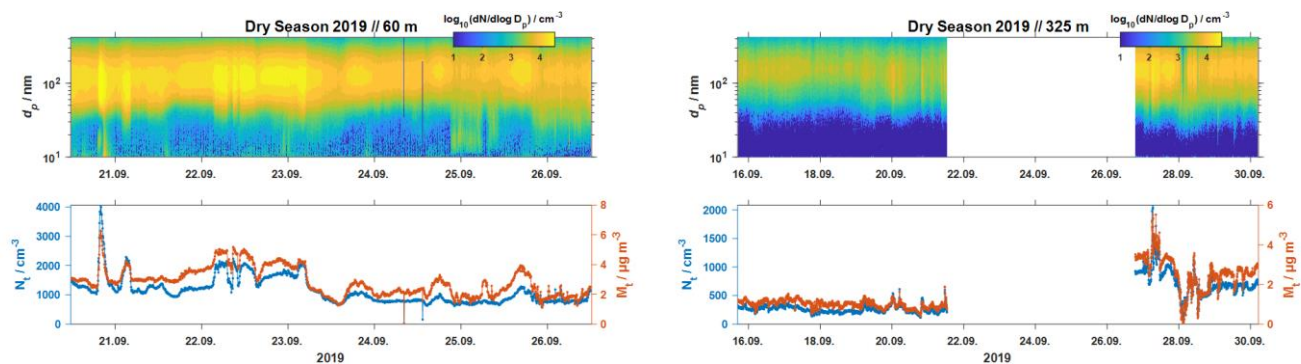 Dry Season 2019 // 60 m
log10(dN/dlog Dp) / cm-3
1 2 3 4
dp / nm
10^2
10^1
21.09. 22.09. 23.09. 24.09. 25.09. 26.09.
4000
3000
2000
1000
0
Nt / cm-3
8
6
4
2
0
Mt / µg m-3
21.09. 22.09. 23.09. 24.09. 25.09. 26.09.
2019
Dry Season 2019 // 325 m
log10(dN/dlog Dp) / cm-3
1 2 3 4
dp / nm
10^2
10^1
16.09. 18.09. 20.09. 22.09. 24.09. 26.09. 28.09. 30.09.
2000
1500
1000
500
0
Nt / cm-3
6
4
2
0
Mt / µg m-3
16.09. 18.09. 20.09. 22.09. 24.09. 26.09. 28.09. 30.09.
2019